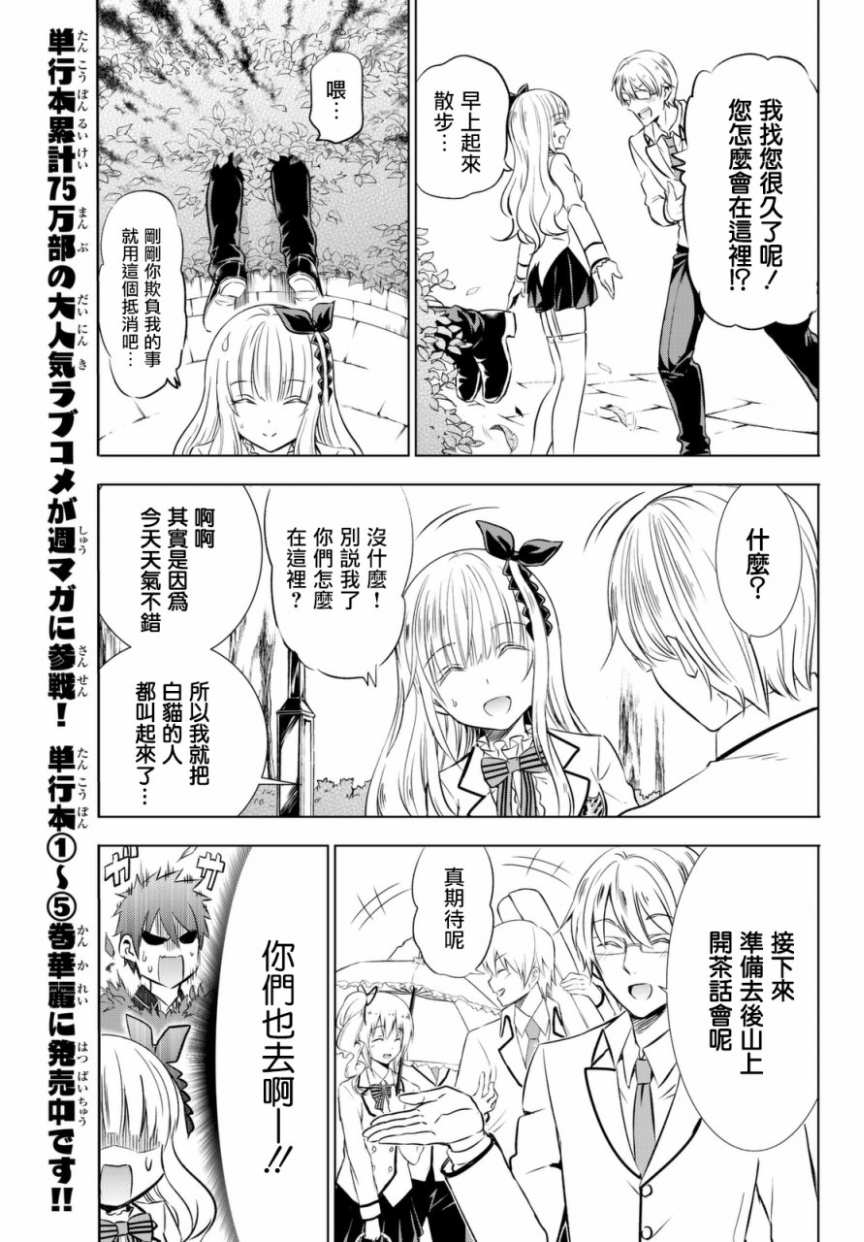 我找您很久了呢!
您怎麼會在這裡!?
早上起來
散步…
喂…
剛剛你欺負我的事
就用這個抵消吧…
什麼?
沒什麼!
別說我了
你們怎麼
在這裡?
啊啊
其實是因為
今天天氣不錯
所以我就把
白貓的人
都叫起來了…
接下來
準備去後山上
開茶話會呢
真期待呢
你們也去啊ー!!
ガサ
単行本累計75万部の大人気ラブコメが週マガに参戦! 単行本①~⑤巻華麗に発売中です!!
たんこうぼんるいけい まんぶ だいにんき しゅう さんせん たんこうぼん かん かれい はつばいちゅう